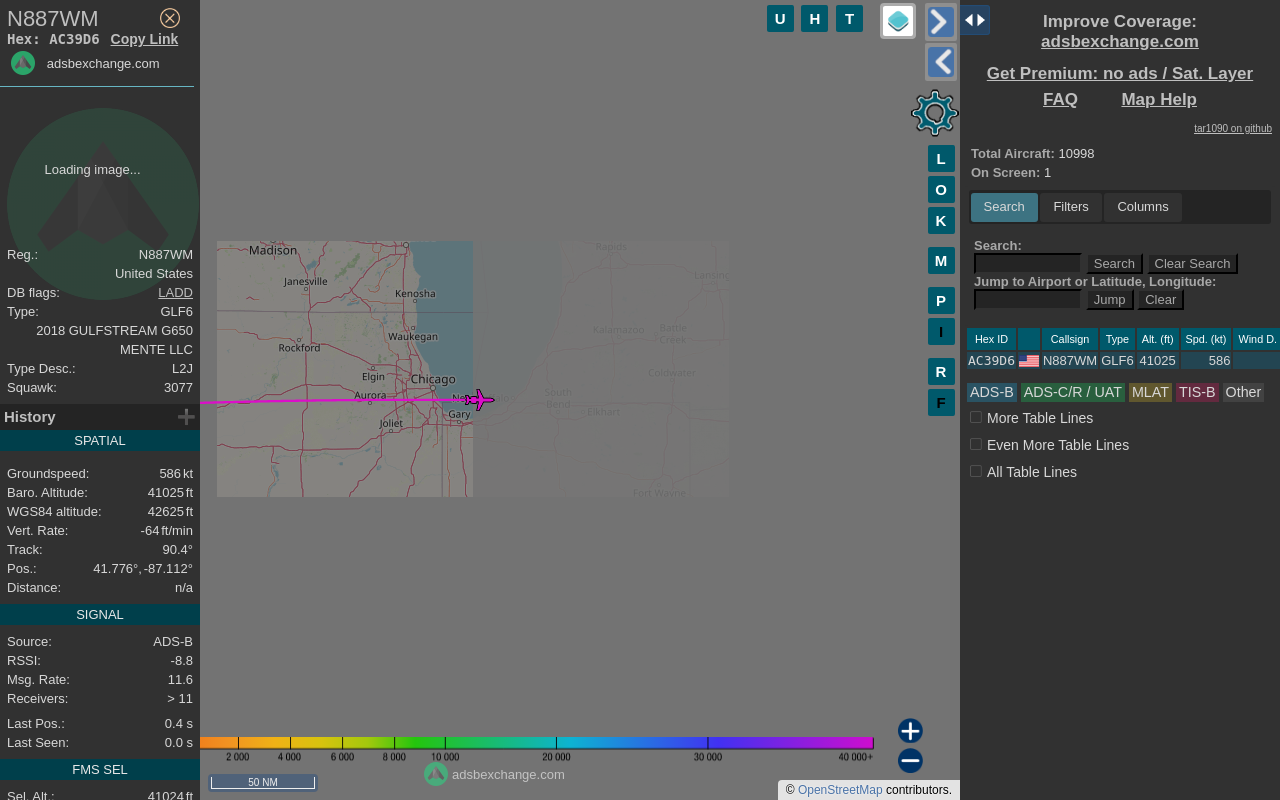 N887WM
Hex: AC39D6 Copy Link
adsbexchange.com
Loading image...
Reg.: N887WM
United States
DB flags: LADD
Type: GLF6
2018 GULFSTREAM G650
MENTE LLC
Type Desc.: L2J
Squawk: 3077
History
SPATIAL
Groundspeed: 586 kt
Baro. Altitude: 41025 ft
WGS84 altitude: 42625 ft
Vert. Rate: -64 ft/min
Track: 90.4°
Pos.: 41.776°, -87.112°
Distance: n/a
SIGNAL
Source: ADS-B
RSSI: -8.8
Msg. Rate: 11.6
Receivers: > 11
Last Pos.: 0.4 s
Last Seen: 0.0 s
FMS SEL
Sel. Alt.: 41024 ft
U H T
L
O
K
M
P
I
R
F
Madison
Janesville
Kenosha
Waukegan
Rockford
Elgin
Chicago
Aurora
Gary
Joliet
Rapids
Lansing
Kalamazoo
Battle
Creek
Coldwater
South
Bend
Elkhart
Fort Wayne
2 000 4 000 6 000 8 000 10 000 20 000 30 000 40 000+
adsbexchange.com
50 NM
© OpenStreetMap contributors.
Improve Coverage:
adsbexchange.com
Get Premium: no ads / Sat. Layer
FAQ Map Help
tar1090 on github
Total Aircraft: 10998
On Screen: 1
Search Filters Columns
Search:
Search Clear Search
Jump to Airport or Latitude, Longitude:
Jump Clear
Hex ID Callsign Type Alt. (ft) Spd. (kt) Wind D.
AC39D6 N887WM GLF6 41025 586
ADS-B ADS-C/R / UAT MLAT TIS-B Other
More Table Lines
Even More Table Lines
All Table Lines